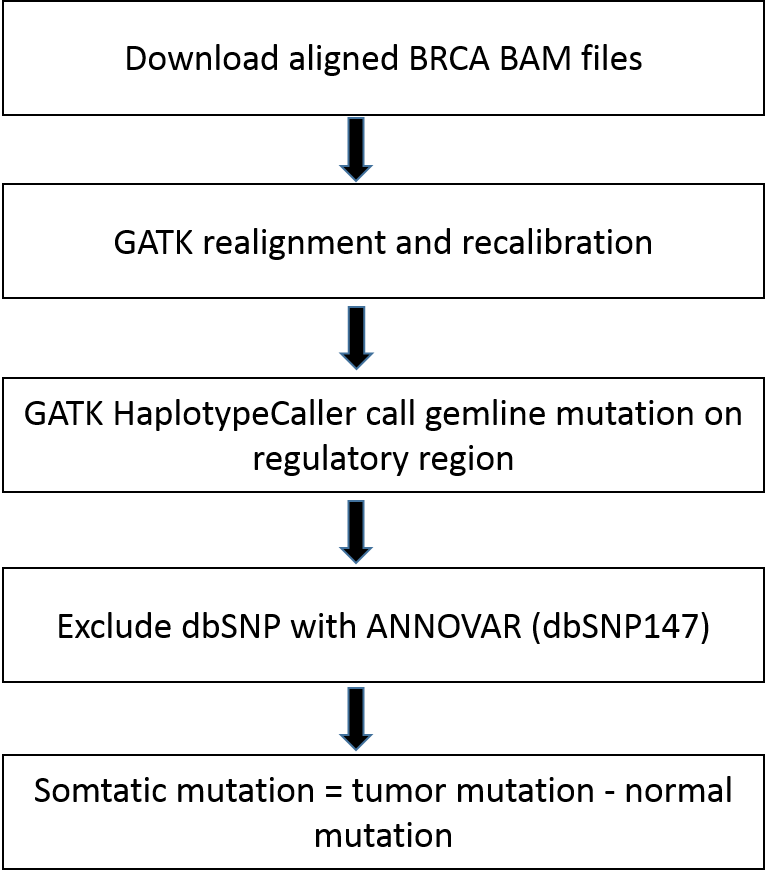 Download aligned BRCA BAM files
GATK realignment and recalibration
GATK HaplotypeCaller call gemline mutation on
regulatory region
Exclude dbSNP with ANNOVAR (dbSNP147)
Somtatic mutation = tumor mutation - normal
mutation